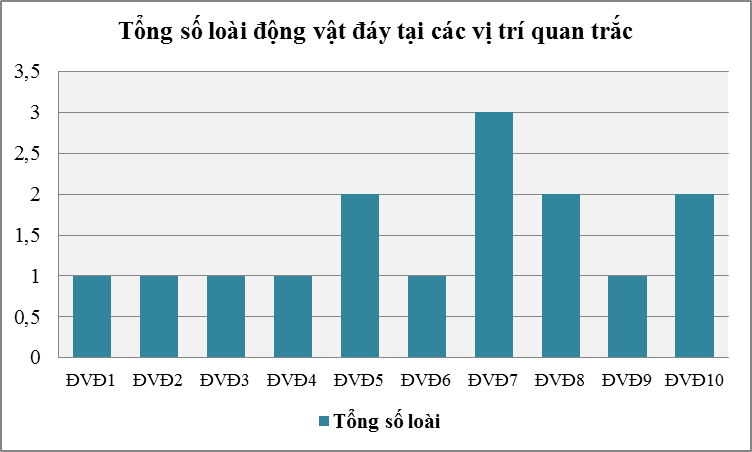 Tổng số loài động vật đáy tại các vị trí quan trắc
3,5
3
2,5
2
1,5
1
0,5
0
ĐVĐ1 ĐVĐ2 ĐVĐ3 ĐVĐ4 ĐVĐ5 ĐVĐ6 ĐVĐ7 ĐVĐ8 ĐVĐ9 ĐVĐ10
Tổng số loài